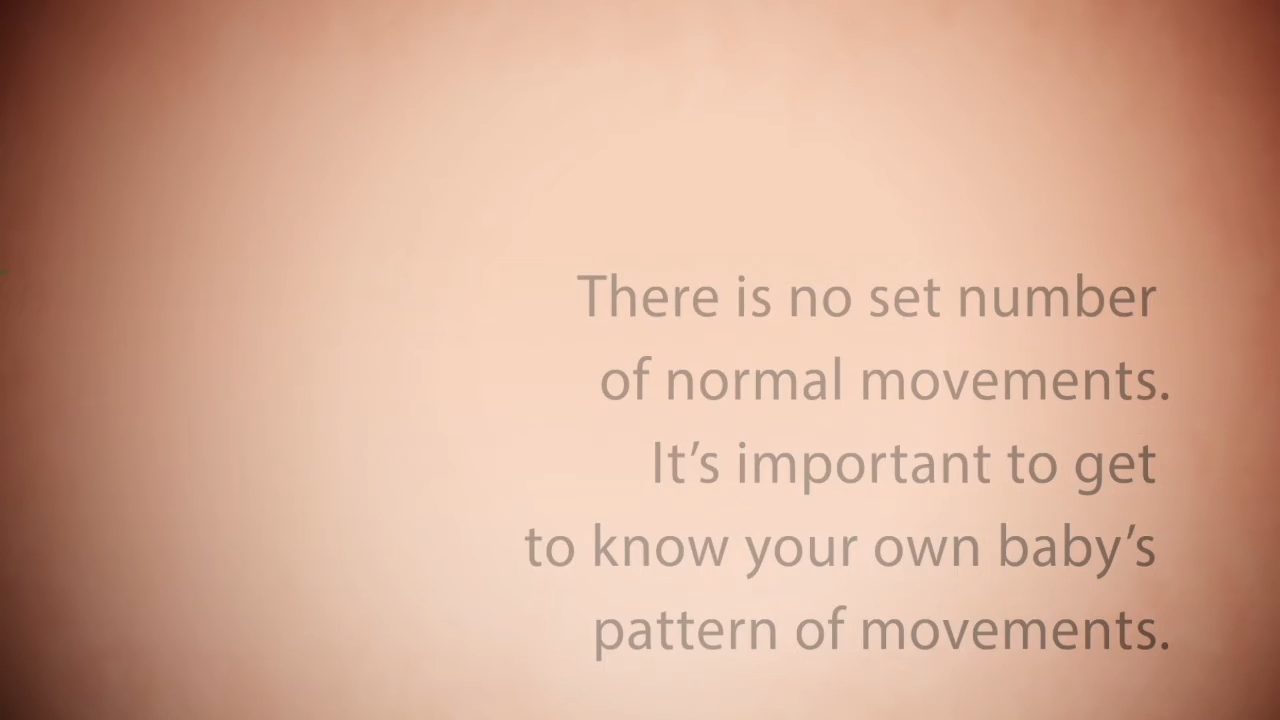 There is no set number
of normal movements.
It’s important to get
to know your own baby’s
pattern of movements.